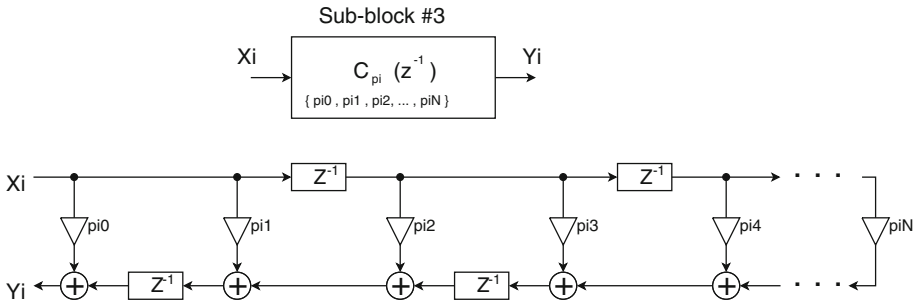 Sub-block #3
Xi
Yi
C_pi (z^-1)
{ pi0 , pi1 , pi2, ... , piN }
Xi
Z^-1
Z^-1
. . .
pi0
pi1
pi2
pi3
pi4
piN
Yi
+
Z^-1
+
+
Z^-1
+
+
. . .